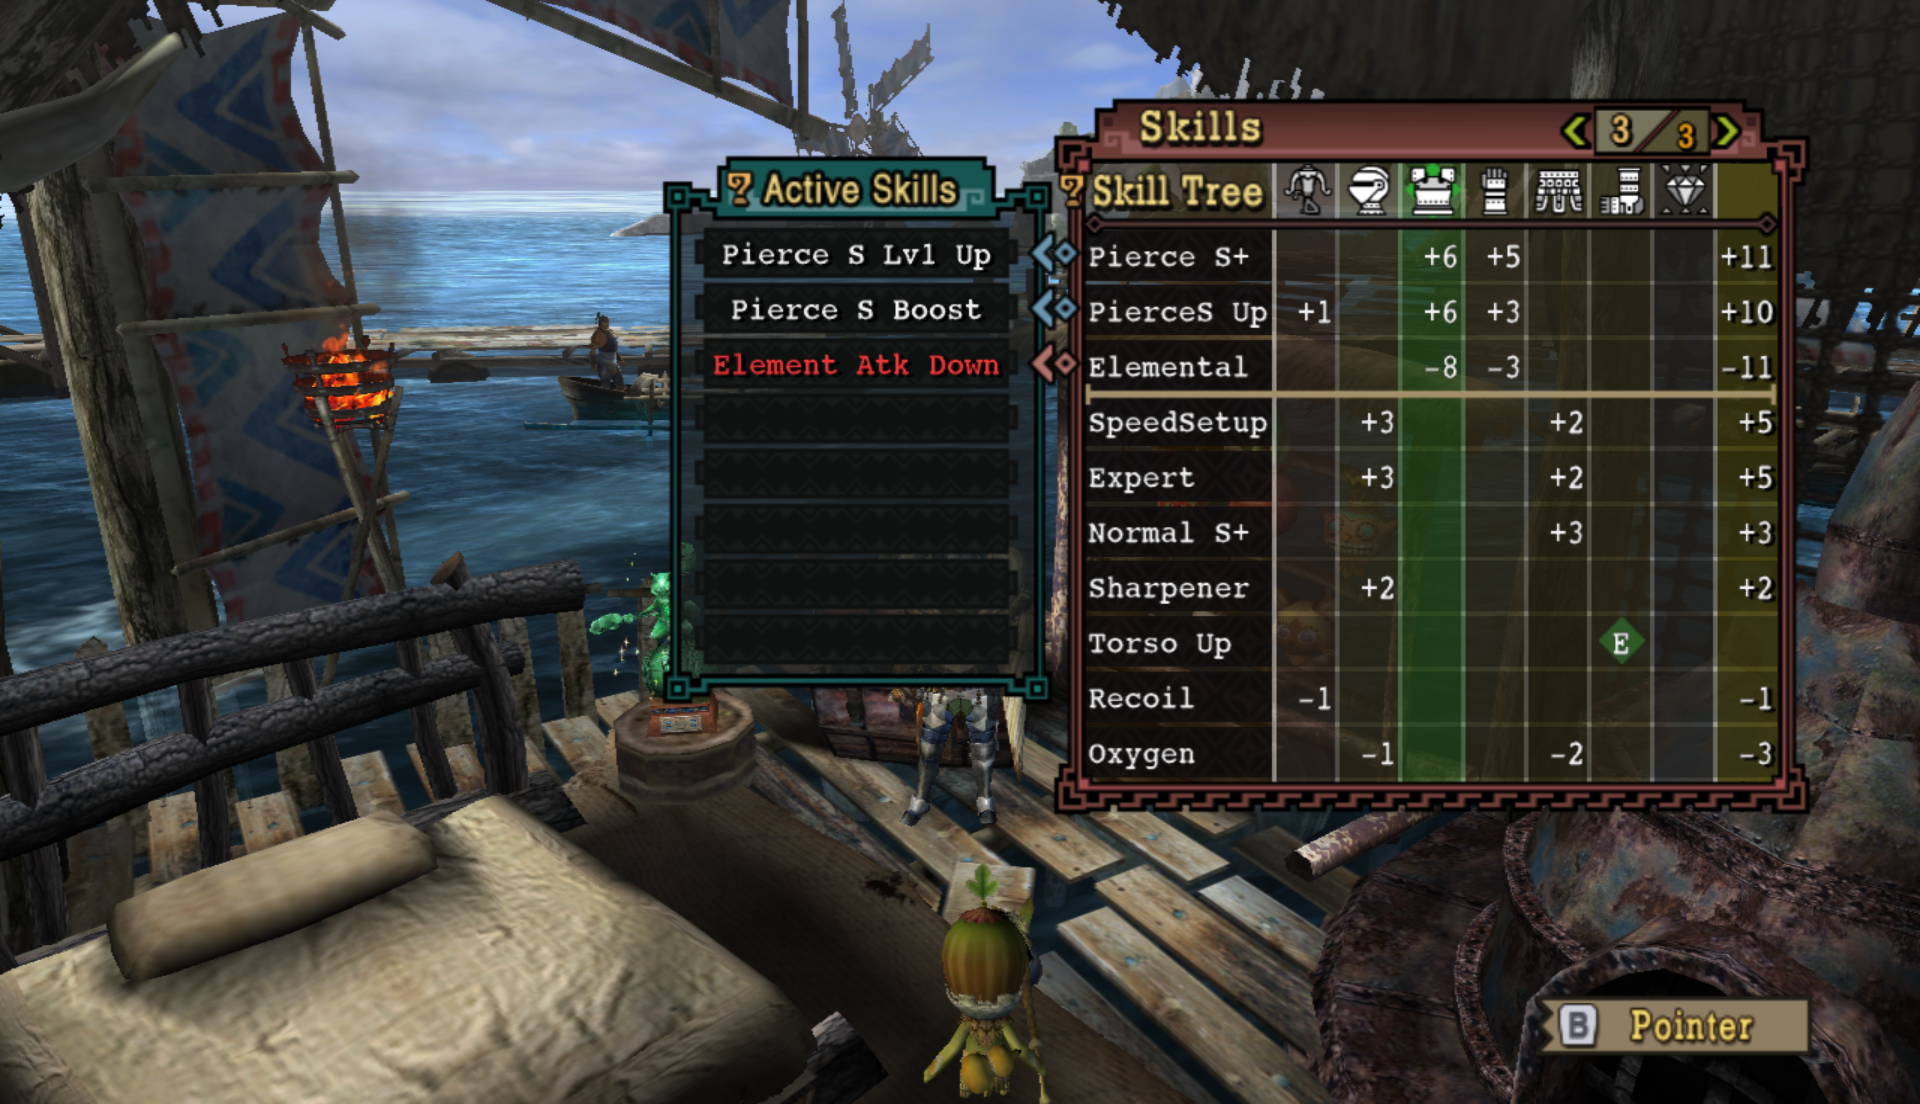 ? Active Skills
Pierce S Lvl Up
Pierce S Boost
Element Atk Down
Skills 3/3
? Skill Tree
Pierce S+ +6 +5 +11
PierceS Up +1 +6 +3 +10
Elemental -8 -3 -11
SpeedSetup +3 +2 +5
Expert +3 +2 +5
Normal S+ +3 +3
Sharpener +2 +2
Torso Up E
Recoil -1 -1
Oxygen -1 -2 -3
B Pointer